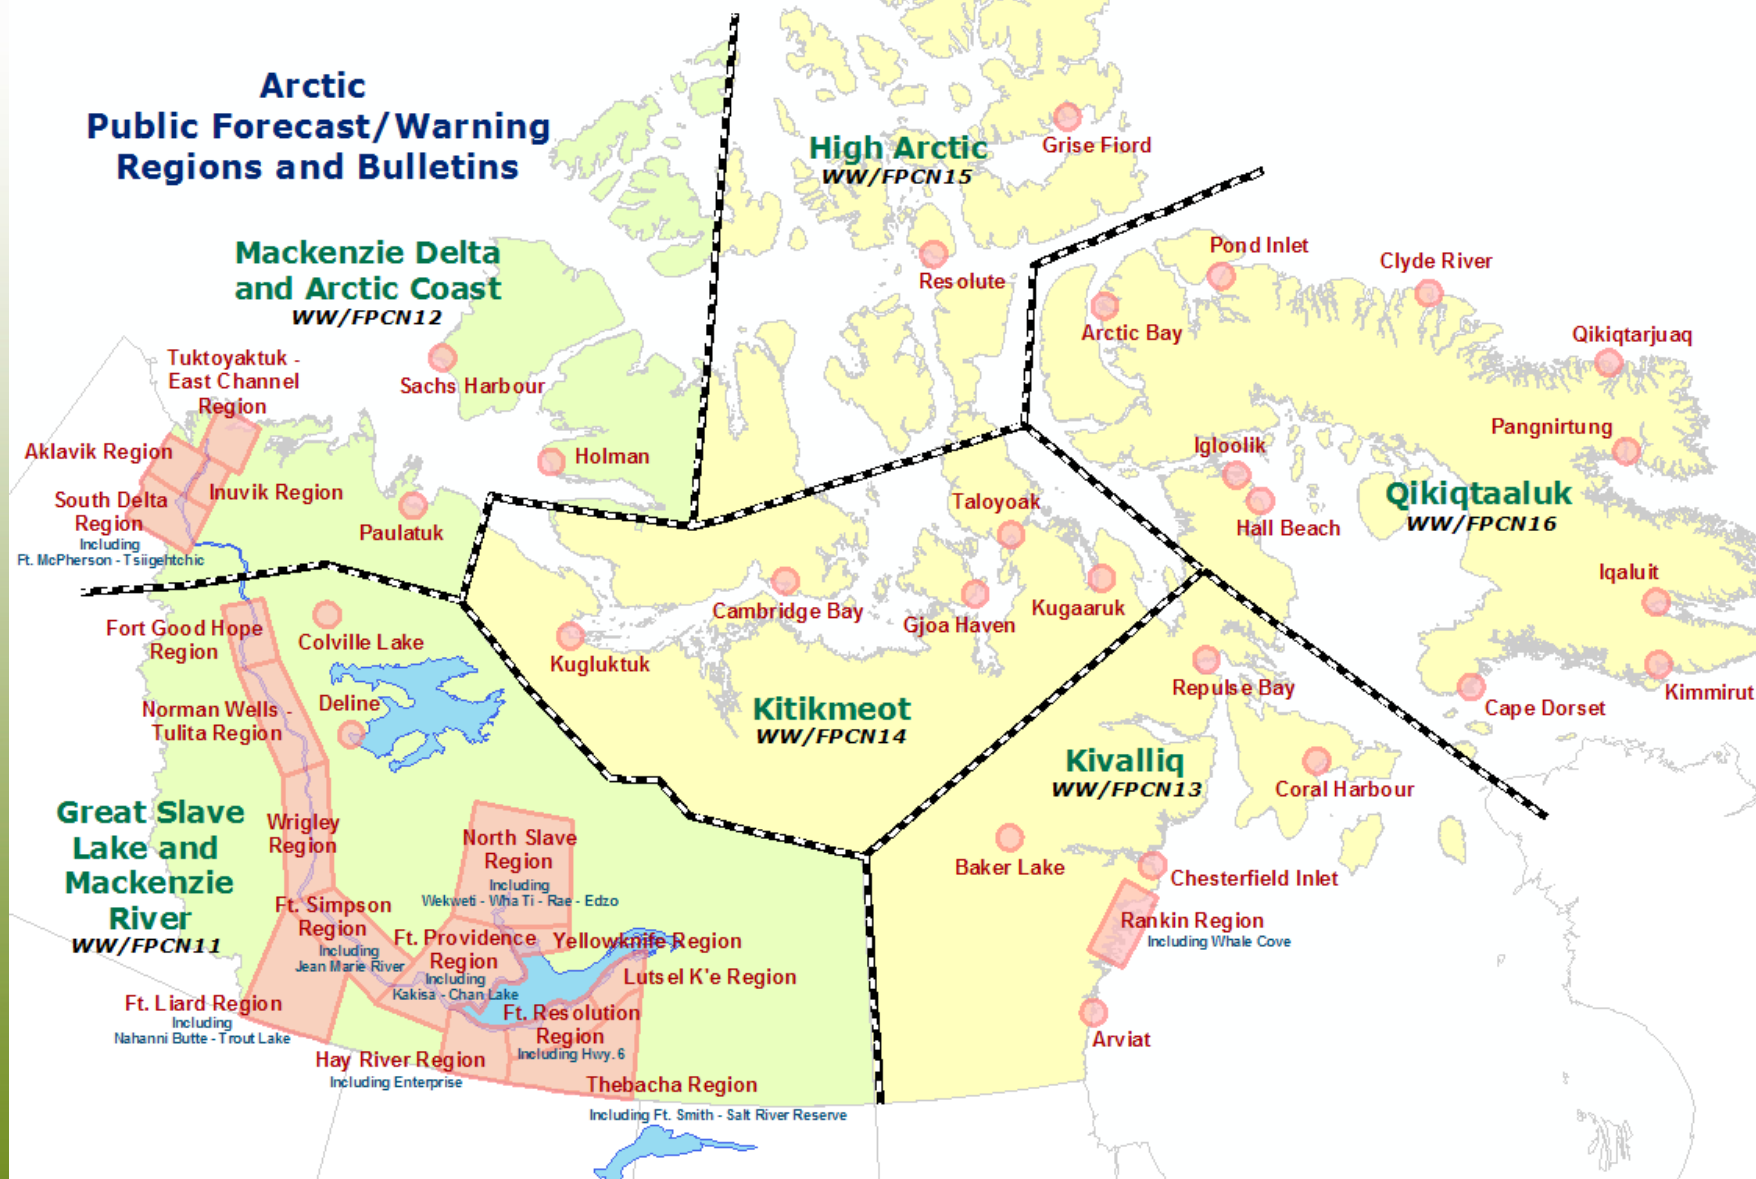 Arctic
Public Forecast/Warning
Regions and Bulletins
High Arctic
WW/FPCN15
Grise Fiord
Resolute
Mackenzie Delta
and Arctic Coast
WW/FPCN12
Sachs Harbour
Tuktoyaktuk -
East Channel
Region
Aklavik Region
Inuvik Region
South Delta
Region
Including
Ft. McPherson - Tsiigehtchic
Paulatuk
Holman
Pond Inlet
Clyde River
Arctic Bay
Qikiqtarjuaq
Pangnirtung
Igloolik
Hall Beach
Qikiqtaaluk
WW/FPCN16
Iqaluit
Kimmirut
Cape Dorset
Taloyoak
Cambridge Bay
Gjoa Haven
Kugaaruk
Kugluktuk
Kitikmeot
WW/FPCN14
Repulse Bay
Kivalliq
WW/FPCN13
Coral Harbour
Baker Lake
Chesterfield Inlet
Rankin Region
Including Whale Cove
Arviat
Fort Good Hope
Region
Colville Lake
Deline
Norman Wells -
Tulita Region
Great Slave
Lake and
Mackenzie
River
WW/FPCN11
Wrigley
Region
North Slave
Region
Including
Wekweti - Wha Ti - Rae - Edzo
Ft. Simpson
Region
Including
Jean Marie River
Ft. Providence
Region
Including
Kakisa - Chan Lake
Yellowknife Region
Lutsel K'e Region
Ft. Liard Region
Including
Nahanni Butte - Trout Lake
Ft. Resolution
Region
Including Hwy. 6
Hay River Region
Including Enterprise
Thebacha Region
Including Ft. Smith - Salt River Reserve